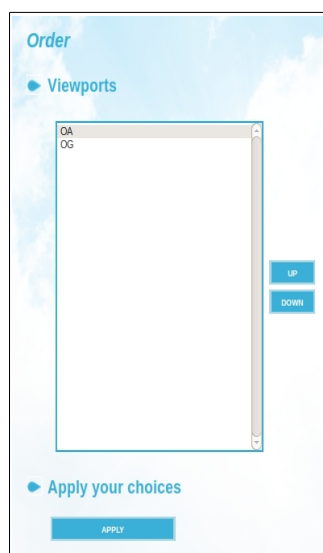 Order
Viewports
OA
OG
UP
DOWN
Apply your choices
APPLY